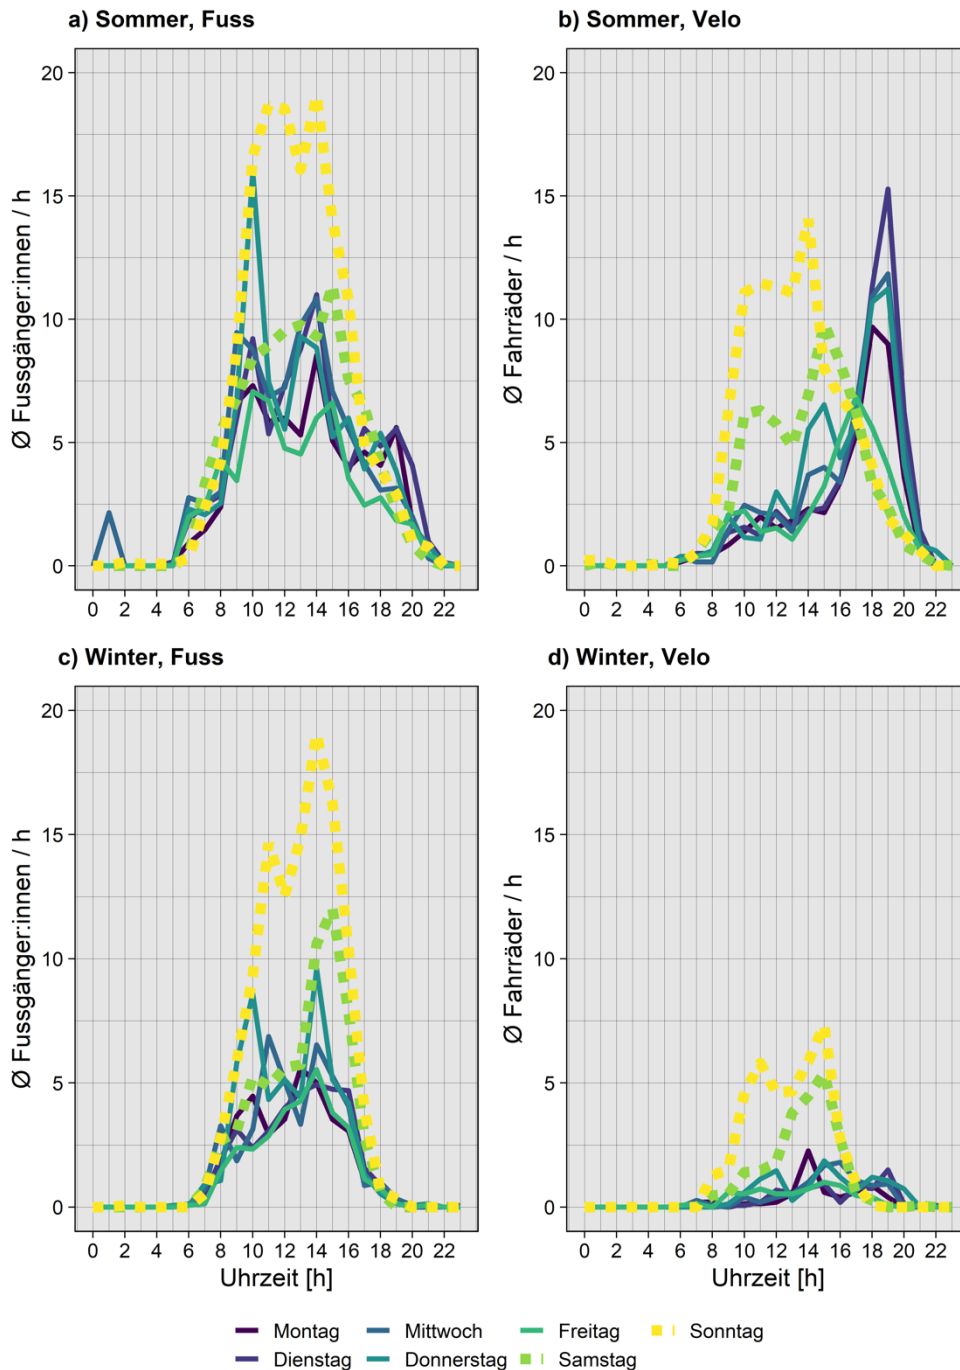 a) Sommer, Fuss
b) Sommer, Velo
20
15
10
5
0
Ø Fussgänger:innen / h
0 2 4 6 8 10 12 14 16 18 20 22
20
15
10
5
0
Ø Fahrräder / h
0 2 4 6 8 10 12 14 16 18 20 22
c) Winter, Fuss
d) Winter, Velo
20
15
10
5
0
Ø Fussgänger:innen / h
0 2 4 6 8 10 12 14 16 18 20 22
Uhrzeit [h]
20
15
10
5
0
Ø Fahrräder / h
0 2 4 6 8 10 12 14 16 18 20 22
Uhrzeit [h]
Montag Mittwoch Freitag Sonntag
Dienstag Donnerstag Samstag